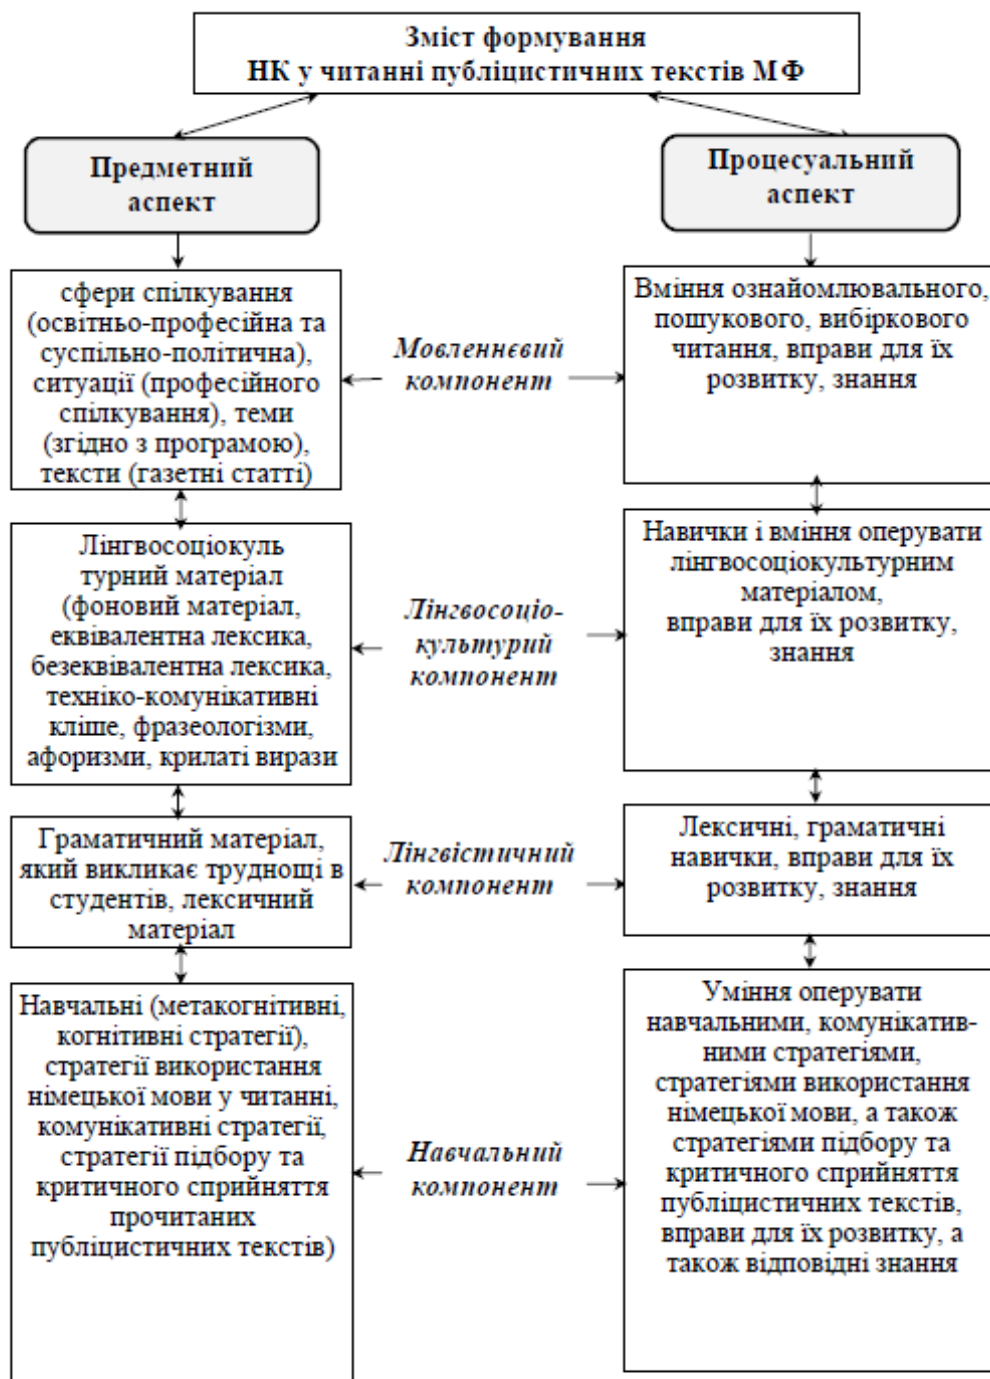 Зміст формування
НК у читанні публіцистичних текстів МФ
Предметний
аспект
Процесуальний
аспект
сфери спілкування
(освітньо-професійна та
суспільно-політична),
ситуації (професійного
спілкування), теми
(згідно з програмою),
тексти (газетні статті)
Мовленнєвий
компонент
Вміння ознайомлювального,
пошукового, вибіркового
читання, вправи для їх
розвитку, знання
Лінгвосоціокуль
турний матеріал
(фоновий матеріал,
еквівалентна лексика,
безеквівалентна лексика,
техніко-комунікативні
кліше, фразеологізми,
афоризми, крилаті вирази
Лінгвосоціо-
культурий
компонент
Навички і вміння оперувати
лінгвосоціокультурним
матеріалом,
вправи для їх розвитку,
знання
Граматичний матеріал,
який викликає труднощі в
студентів, лексичний
матеріал
Лінгвістичний
компонент
Лексичні, граматичні
навички, вправи для їх
розвитку, знання
Навчальні (метакогнітивні,
когнітивні стратегії),
стратегії використання
німецької мови у читанні,
комунікативні стратегії,
стратегії підбору та
критичного сприйняття
прочитаних
публіцистичних текстів)
Навчальний
компонент
Уміння оперувати
навчальними, комунікатив-
ними стратегіями,
стратегіями використання
німецької мови, а також
стратегіями підбору та
критичного сприйняття
публіцистичних текстів,
вправи для їх розвитку, а
також відповідні знання